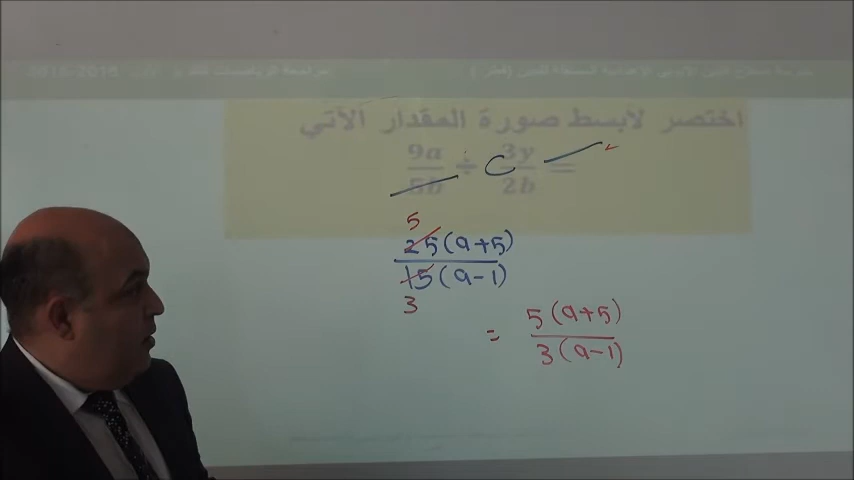 اختصر لأبسط صورة المقدار الآتي
9a/5b ÷ 3y/2b =
C
5
25(a+5)/15(a-1)
3
= 5(a+5)/3(a-1)